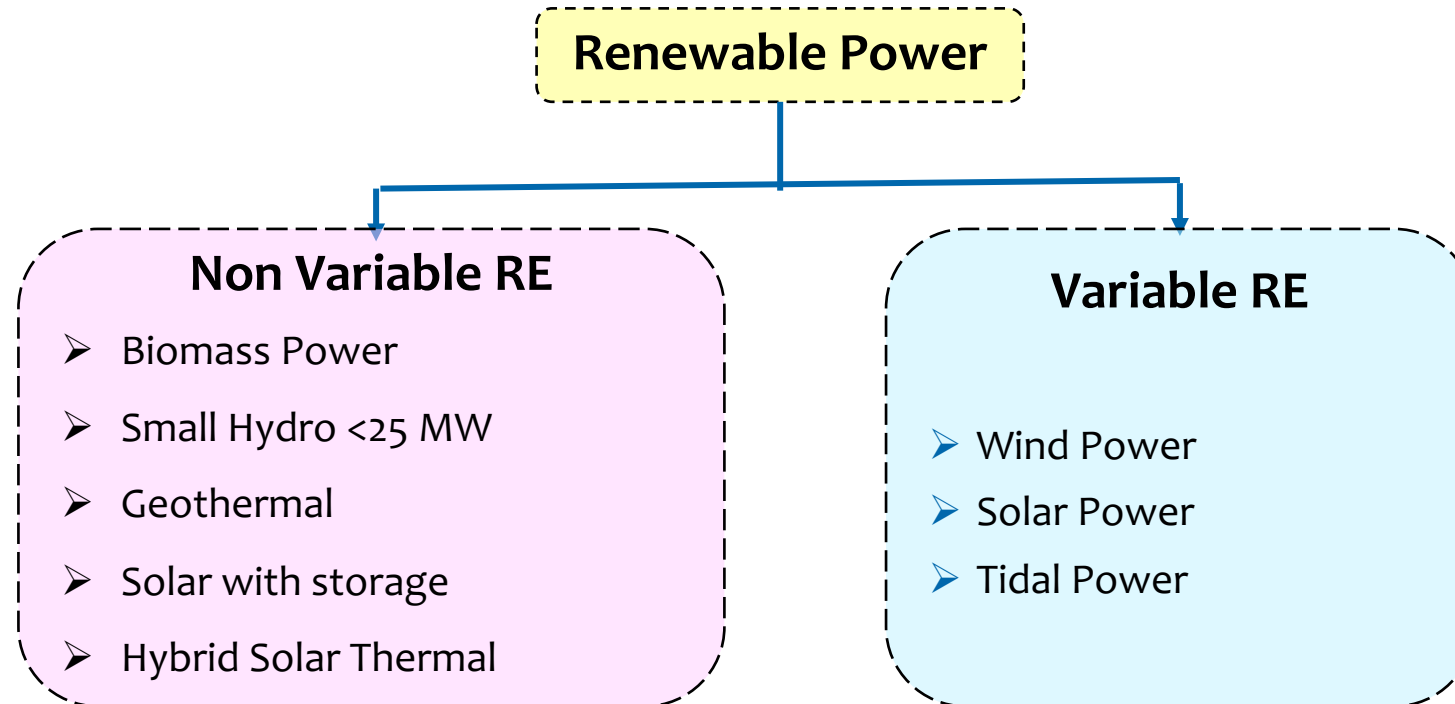 Renewable Power
Non Variable RE
➢ Biomass Power
➢ Small Hydro <25 MW
➢ Geothermal
➢ Solar with storage
➢ Hybrid Solar Thermal
Variable RE
➢ Wind Power
➢ Solar Power
➢ Tidal Power